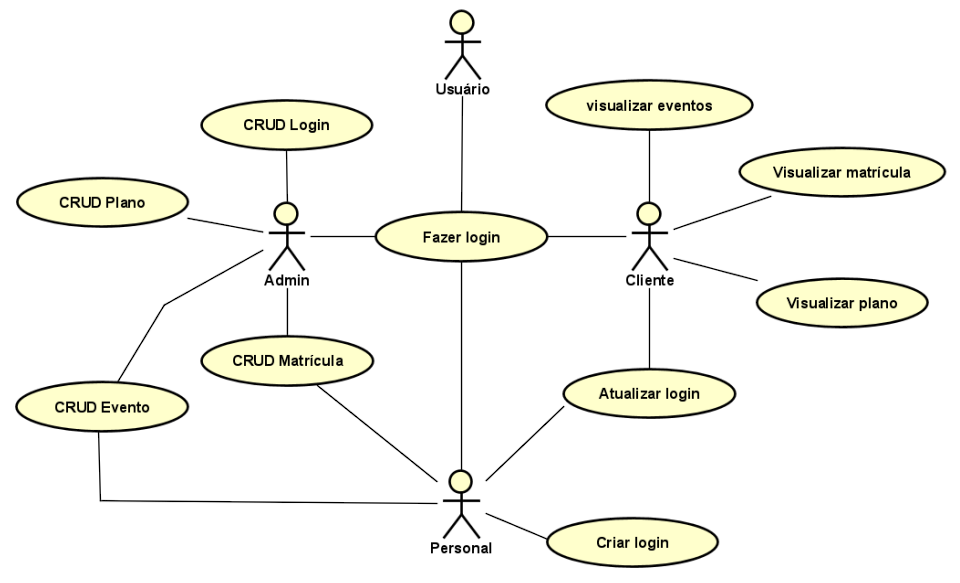 Usuário
visualizar eventos
CRUD Login
Visualizar matrícula
CRUD Plano
Fazer login
Admin
Cliente
Visualizar plano
CRUD Matrícula
Atualizar login
CRUD Evento
Personal
Criar login